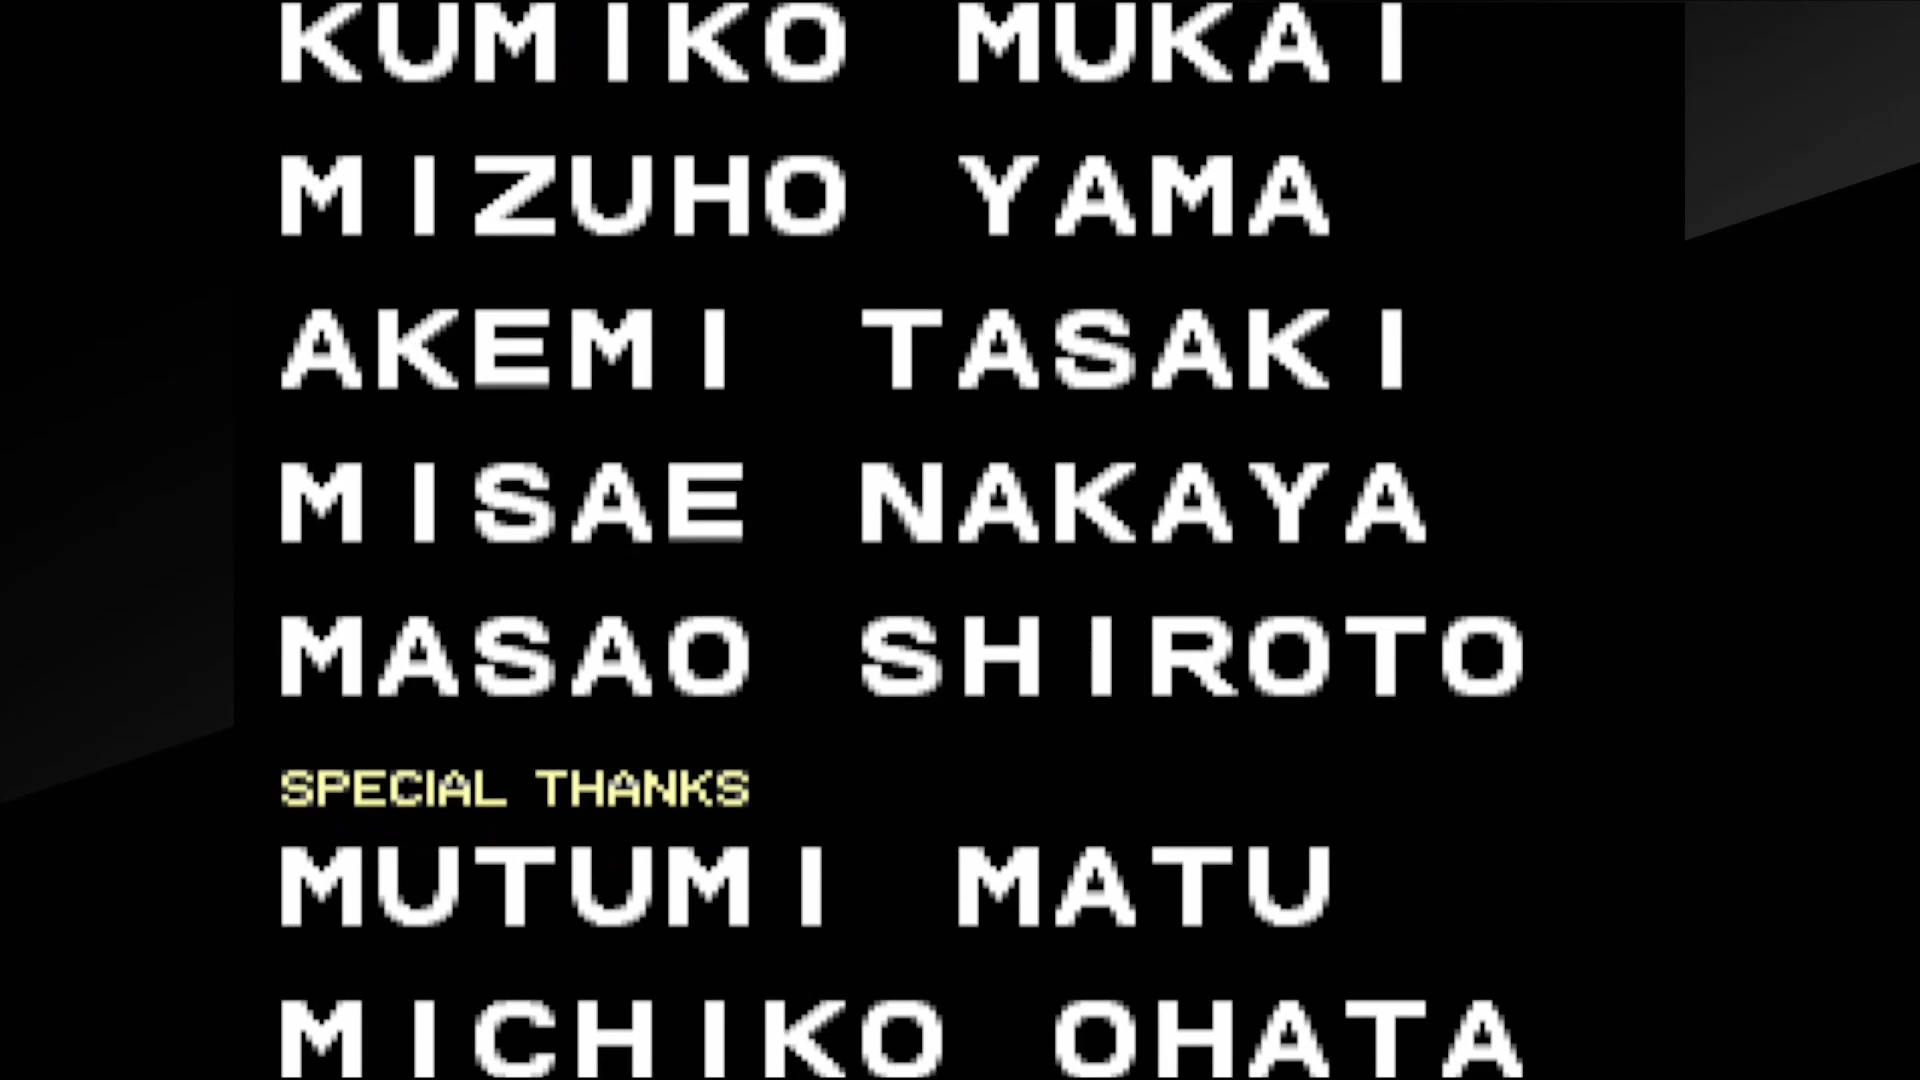 KUMIKO MUKAI
MIZUHO YAMA
AKEMI TASAKI
MISAE NAKAYA
MASAO SHIROTO
SPECIAL THANKS
MUTUMI MATU
MICHIKO OHATA